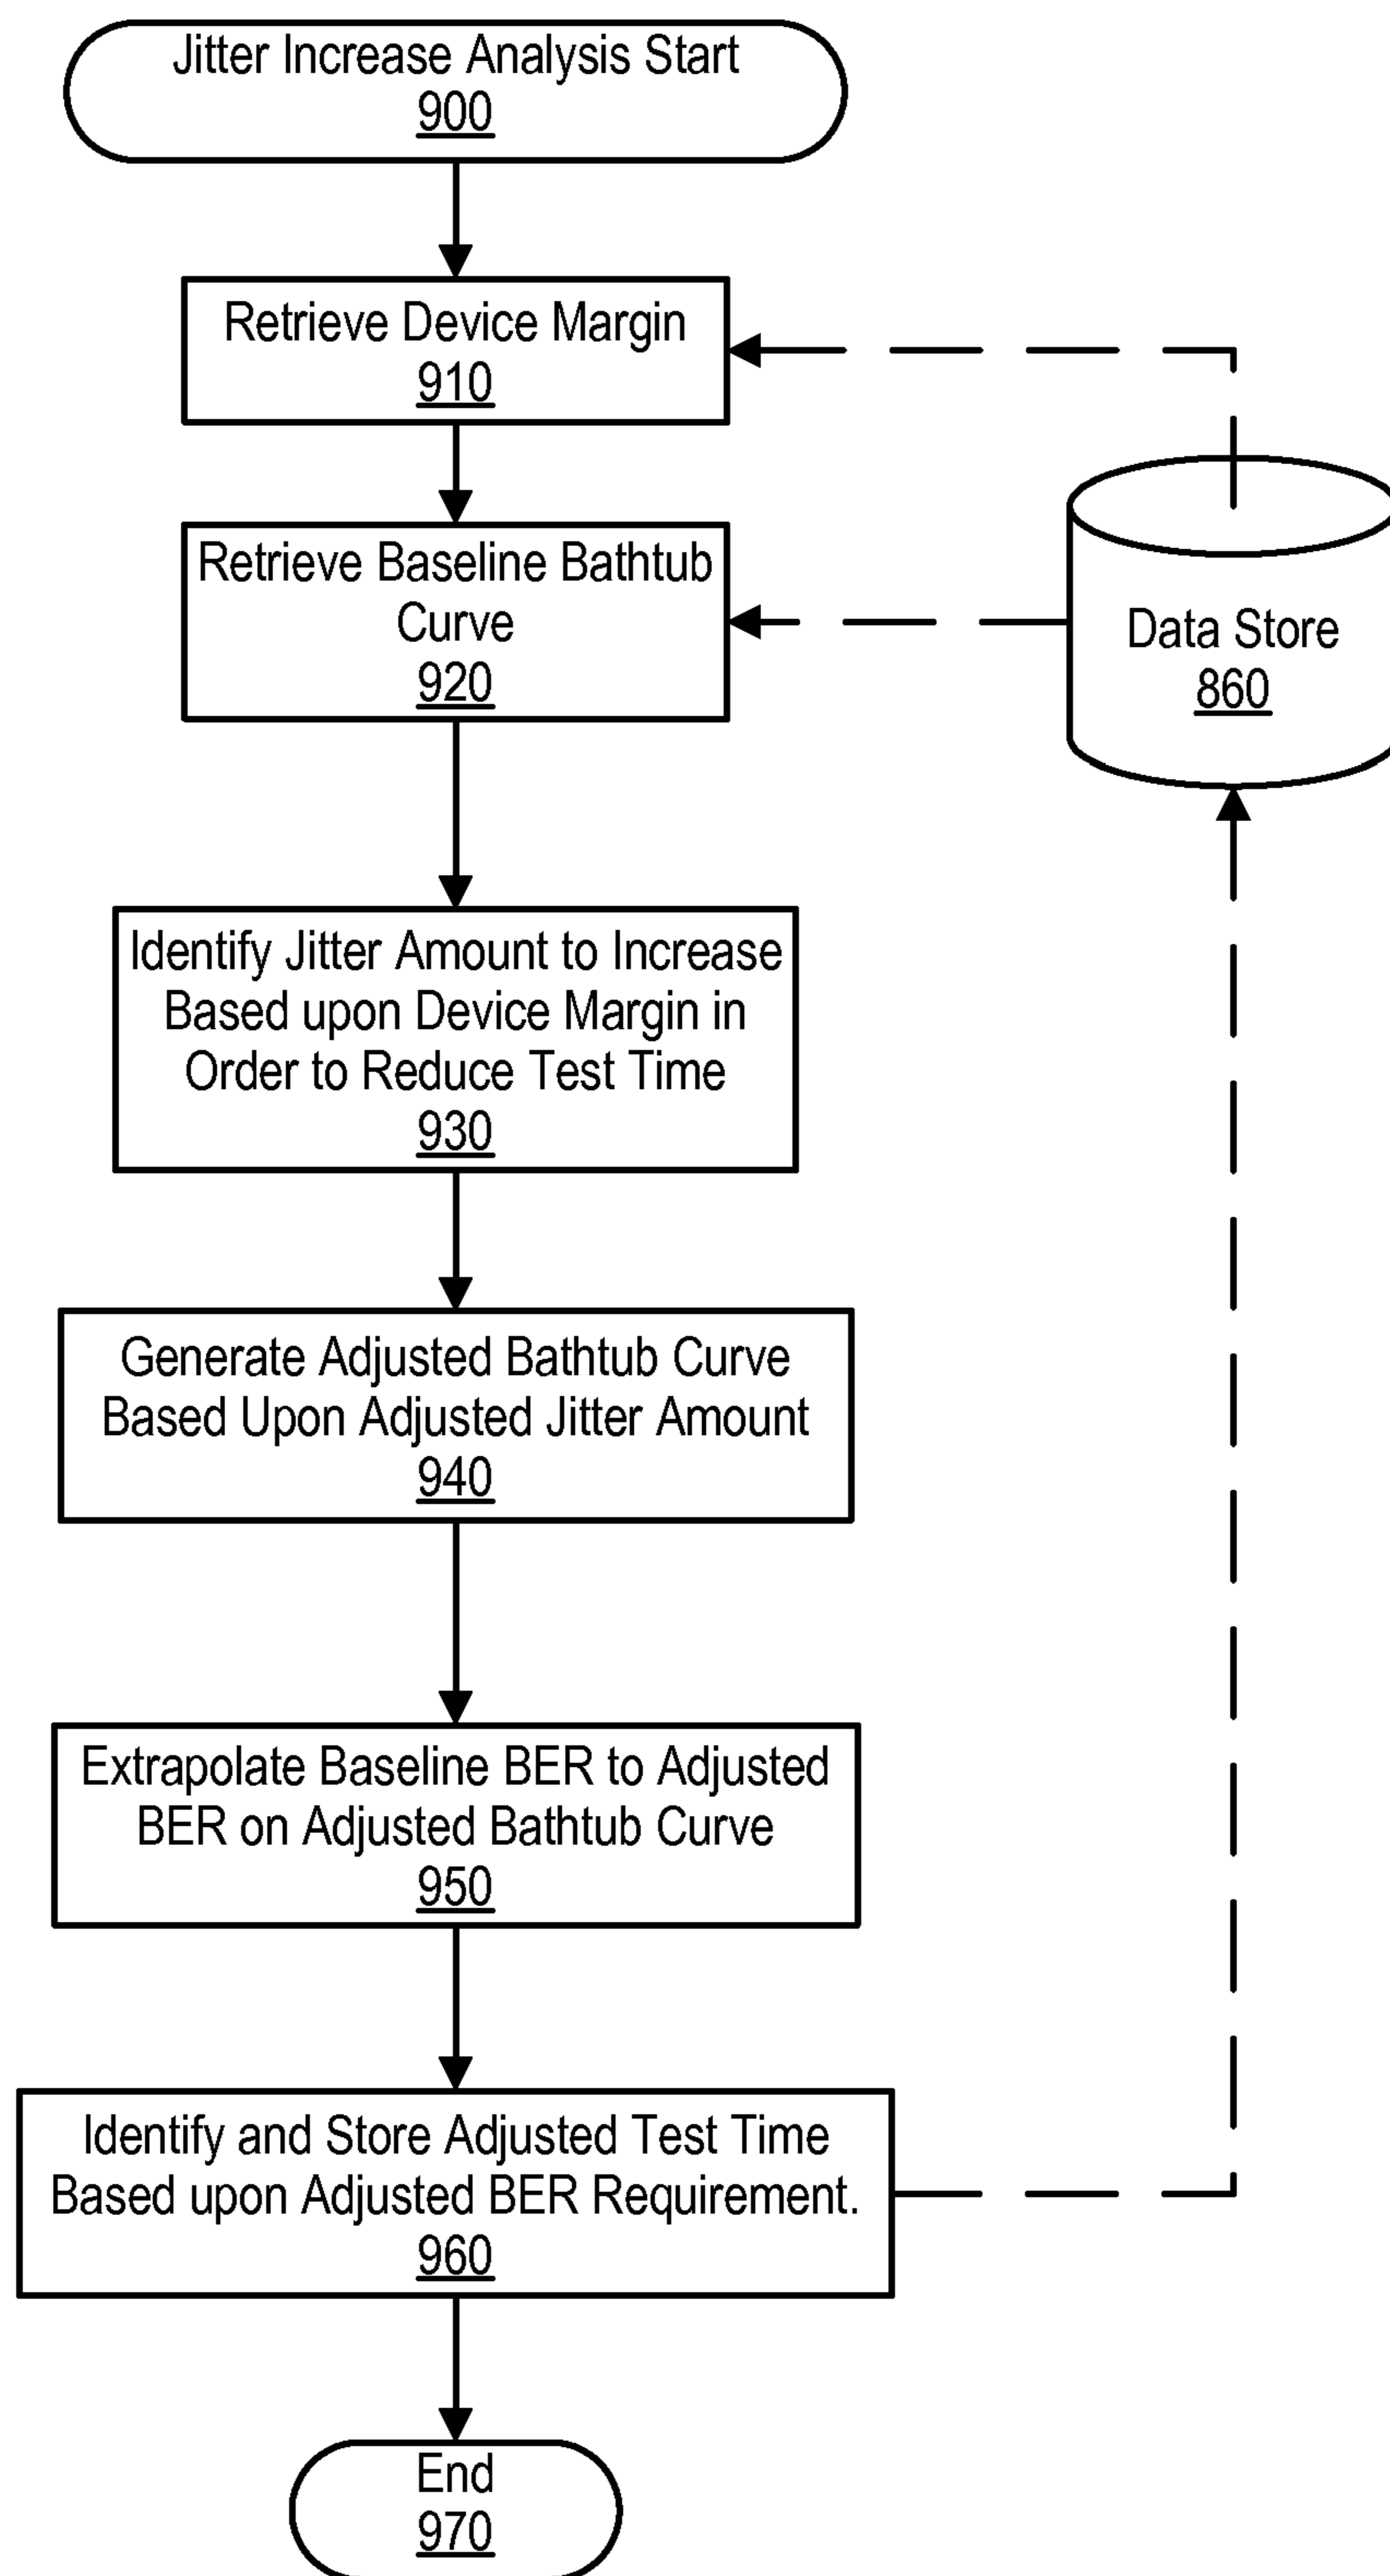 Jitter Increase Analysis Start
900
Retrieve Device Margin
910
Retrieve Baseline Bathtub
Curve
920
Data Store
860
Identify Jitter Amount to Increase
Based upon Device Margin in
Order to Reduce Test Time
930
Generate Adjusted Bathtub Curve
Based Upon Adjusted Jitter Amount
940
Extrapolate Baseline BER to Adjusted
BER on Adjusted Bathtub Curve
950
Identify and Store Adjusted Test Time
Based upon Adjusted BER Requirement.
960
End
970